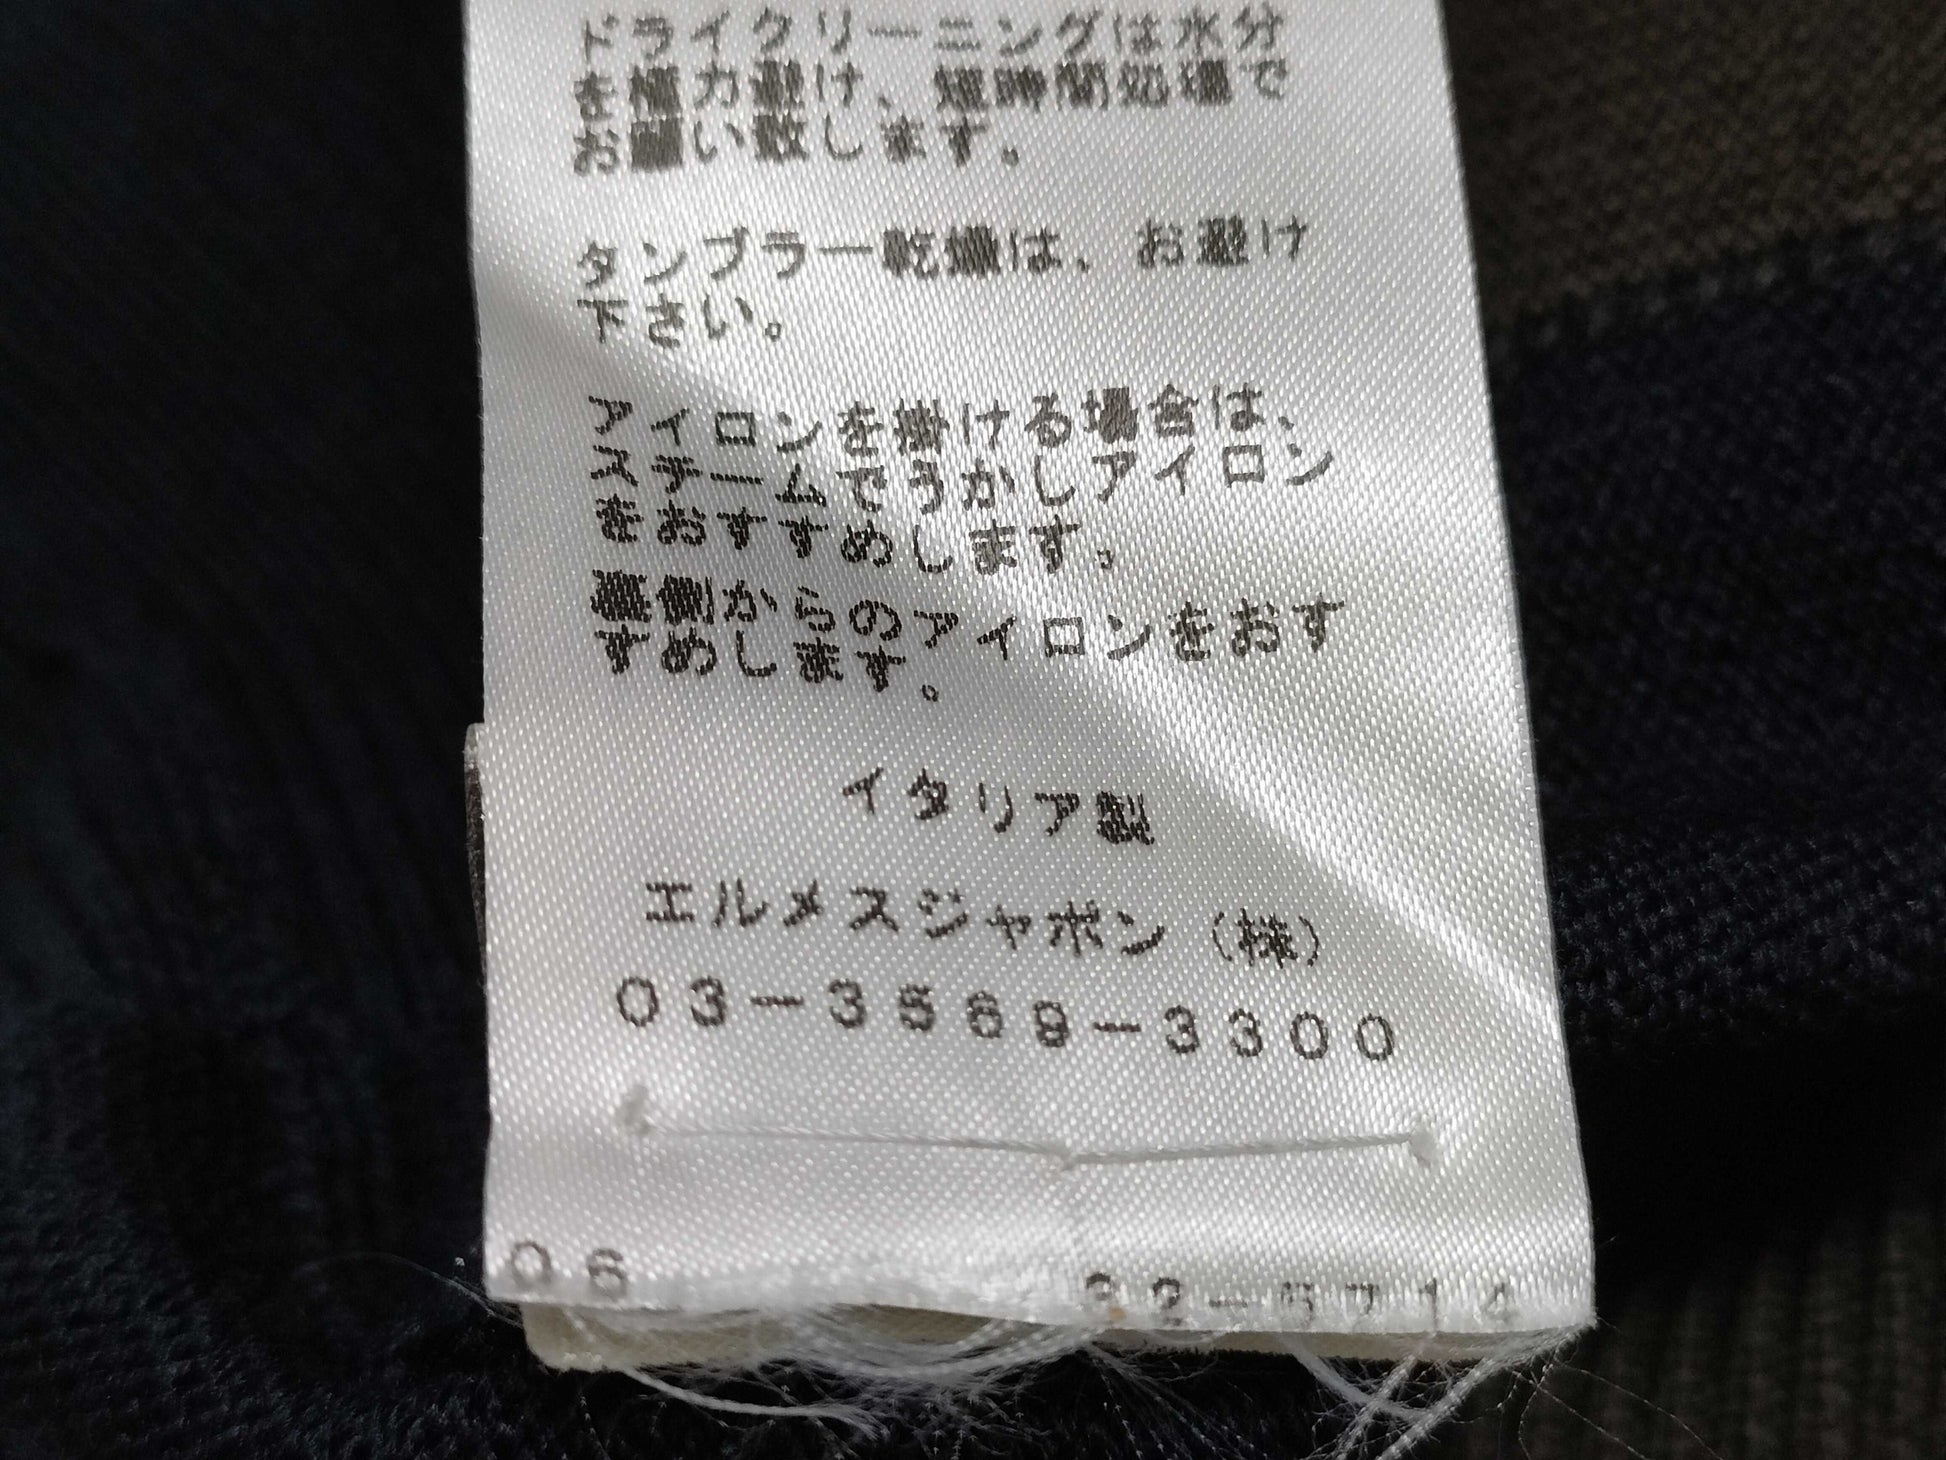 ドライクリーニングは水分
を極力避け、短時間処理で
お願い致します。
タンブラー乾燥は、お避け
下さい。
アイロンを掛ける場合は、
スチームでうかしアイロン
をおすすめします。
裏側からのアイロンをおす
すめします。
イタリア製
エルメスジャポン（株）
03-3569-3300
06